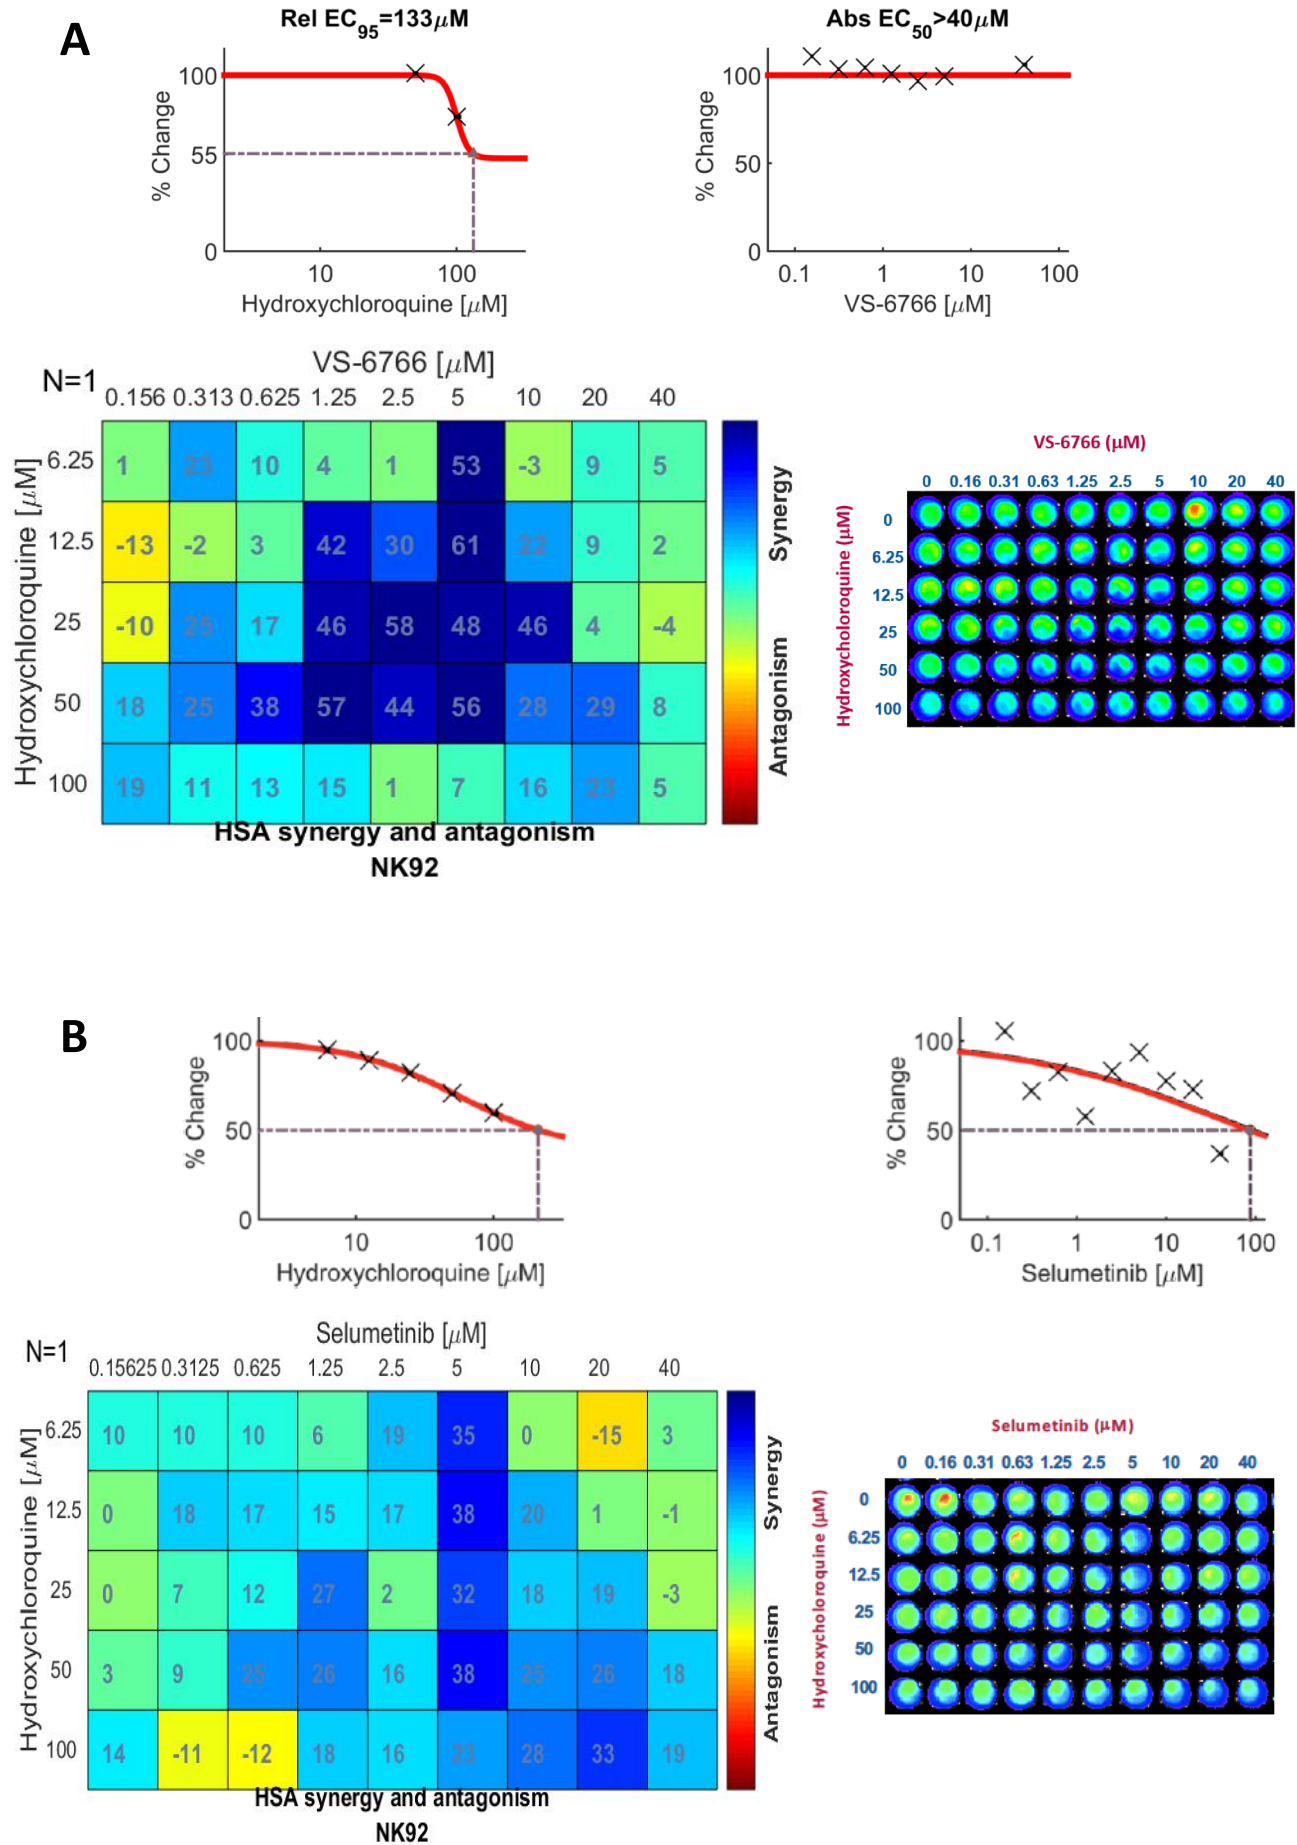 A
Rel EC95=133μM
Abs EC50>40μM
% Change
100
55
0
10 100
Hydroxychloroquine [μM]
% Change
100
50
0
0.1 1 10 100
VS-6766 [μM]
N=1
VS-6766 [μM]
0.156 0.313 0.625 1.25 2.5 5 10 20 40
Hydroxychloroquine [μM]
6.25 1 23 10 4 1 53 -3 9 5
12.5 -13 -2 3 42 30 61 22 9 2
25 -10 25 17 46 58 48 46 4 -4
50 18 25 38 57 44 56 28 29 8
100 19 11 13 15 1 7 16 23 5
Synergy
Antagonism
HSA synergy and antagonism
NK92
VS-6766 (μM)
0 0.16 0.31 0.63 1.25 2.5 5 10 20 40
Hydroxycholoroquine (μM)
0
6.25
12.5
25
50
100
B
% Change
100
50
0
10 100
Hydroxychloroquine [μM]
% Change
100
50
0
0.1 1 10 100
Selumetinib [μM]
N=1
Selumetinib [μM]
0.15625 0.3125 0.625 1.25 2.5 5 10 20 40
Hydroxychloroquine [μM]
6.25 10 10 10 6 19 35 0 -15 3
12.5 0 18 17 15 17 38 20 1 -1
25 0 7 12 27 2 32 18 19 -3
50 3 9 25 26 16 38 25 26 18
100 14 -11 -12 18 16 23 28 33 19
Synergy
Antagonism
HSA synergy and antagonism
NK92
Selumetinib (μM)
0 0.16 0.31 0.63 1.25 2.5 5 10 20 40
Hydroxycholoroquine (μM)
0
6.25
12.5
25
50
100